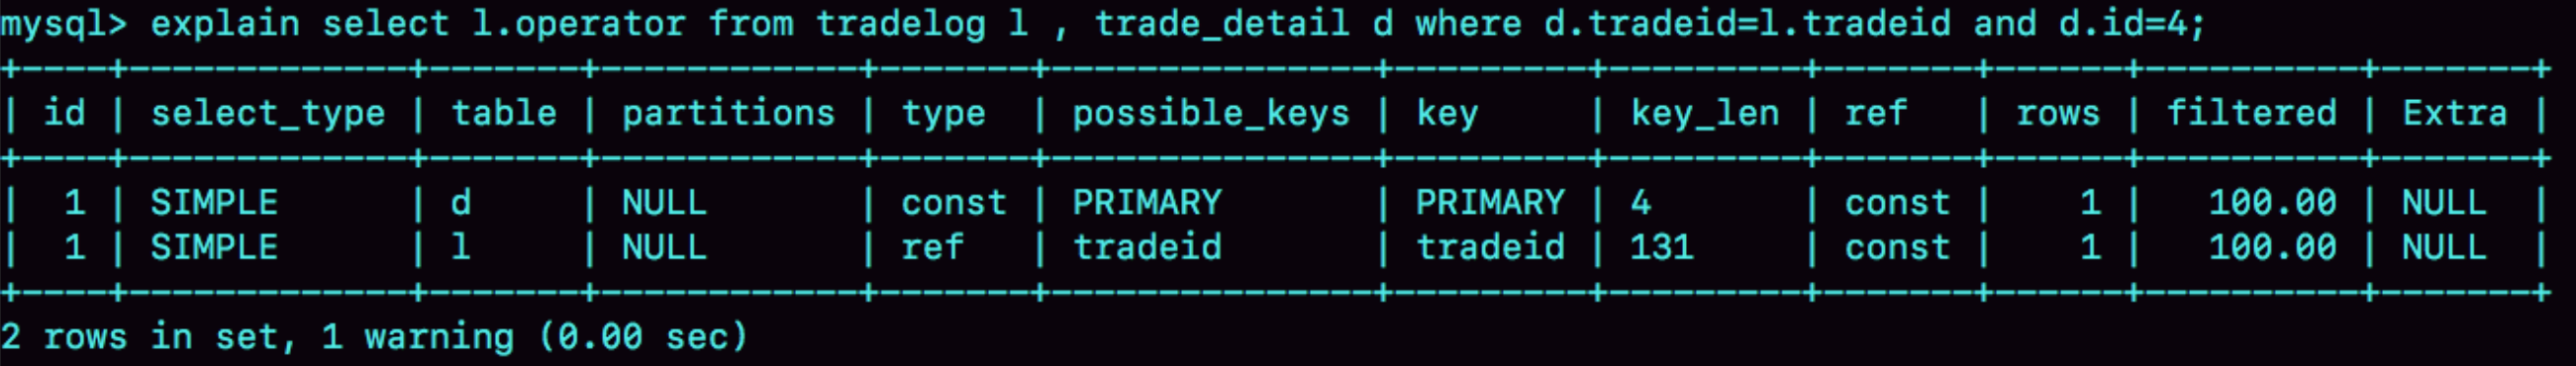 mysql> explain select l.operator from tradelog l , trade_detail d where d.tradeid=l.tradeid and d.id=4;
+----+-------------+-------+------------+-------+---------------+---------+---------+-------+------+----------+-------+
| id | select_type | table | partitions | type  | possible_keys | key     | key_len | ref   | rows | filtered | Extra |
+----+-------------+-------+------------+-------+---------------+---------+---------+-------+------+----------+-------+
|  1 | SIMPLE      | d     | NULL       | const | PRIMARY       | PRIMARY | 4       | const |    1 |   100.00 | NULL  |
|  1 | SIMPLE      | l     | NULL       | ref   | tradeid       | tradeid | 131     | const |    1 |   100.00 | NULL  |
+----+-------------+-------+------------+-------+---------------+---------+---------+-------+------+----------+-------+
2 rows in set, 1 warning (0.00 sec)